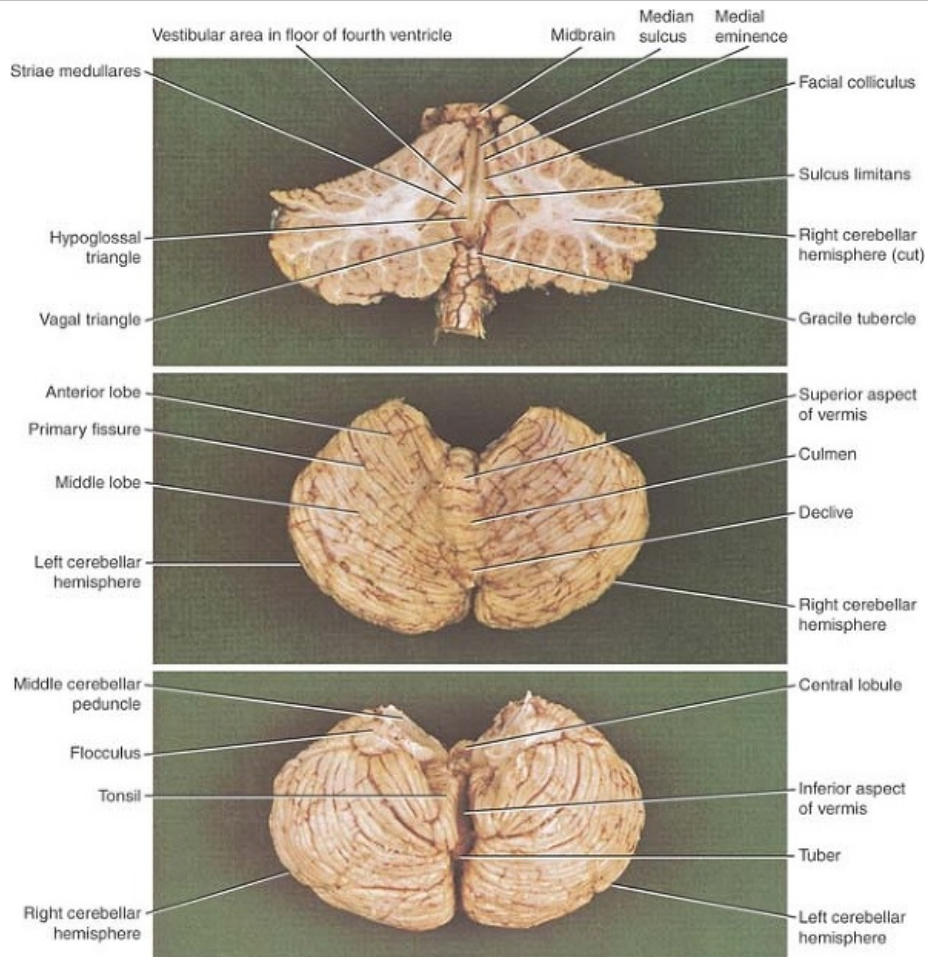 Vestibular area in floor of fourth ventricle
Midbrain
Median
sulcus
Medial
eminence
Striae medullares
Facial colliculus
Sulcus limitans
Hypoglossal
triangle
Right cerebellar
hemisphere (cut)
Vagal triangle
Gracile tubercle
Anterior lobe
Superior aspect
of vermis
Primary fissure
Culmen
Middle lobe
Declive
Left cerebellar
hemisphere
Right cerebellar
hemisphere
Middle cerebellar
peduncle
Central lobule
Flocculus
Tonsil
Inferior aspect
of vermis
Tuber
Right cerebellar
hemisphere
Left cerebellar
hemisphere